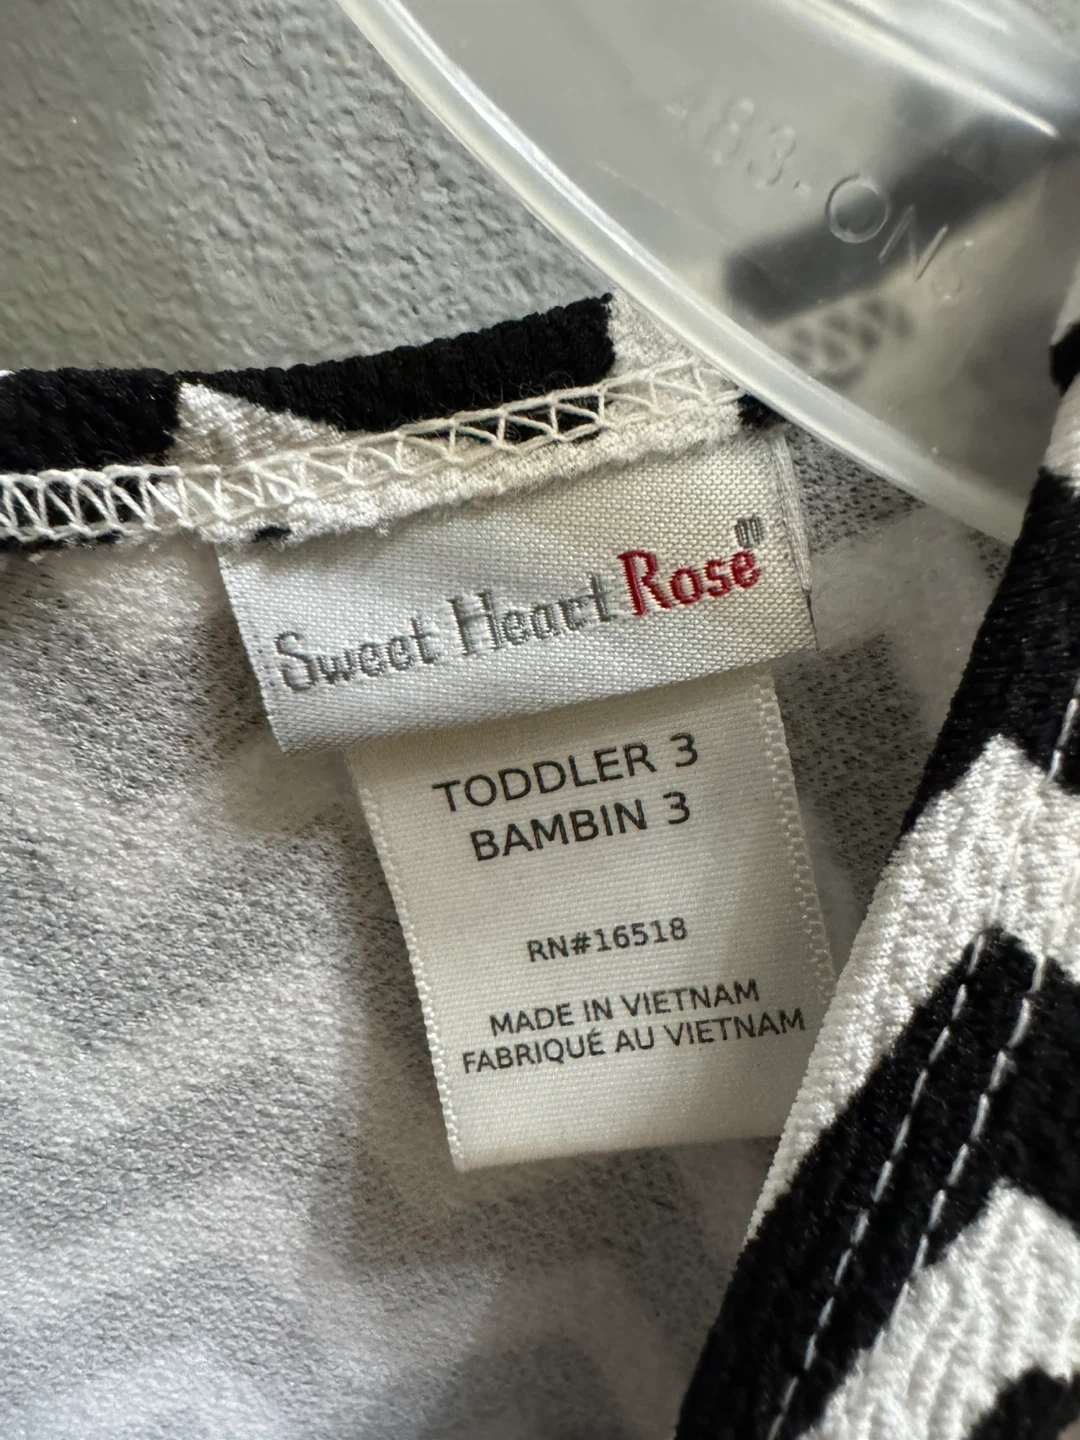 Sweet Heart Rose
TODDLER 3
BAMBIN 3
RN#16518
MADE IN VIETNAM
FABRIQUÉ AU VIETNAM